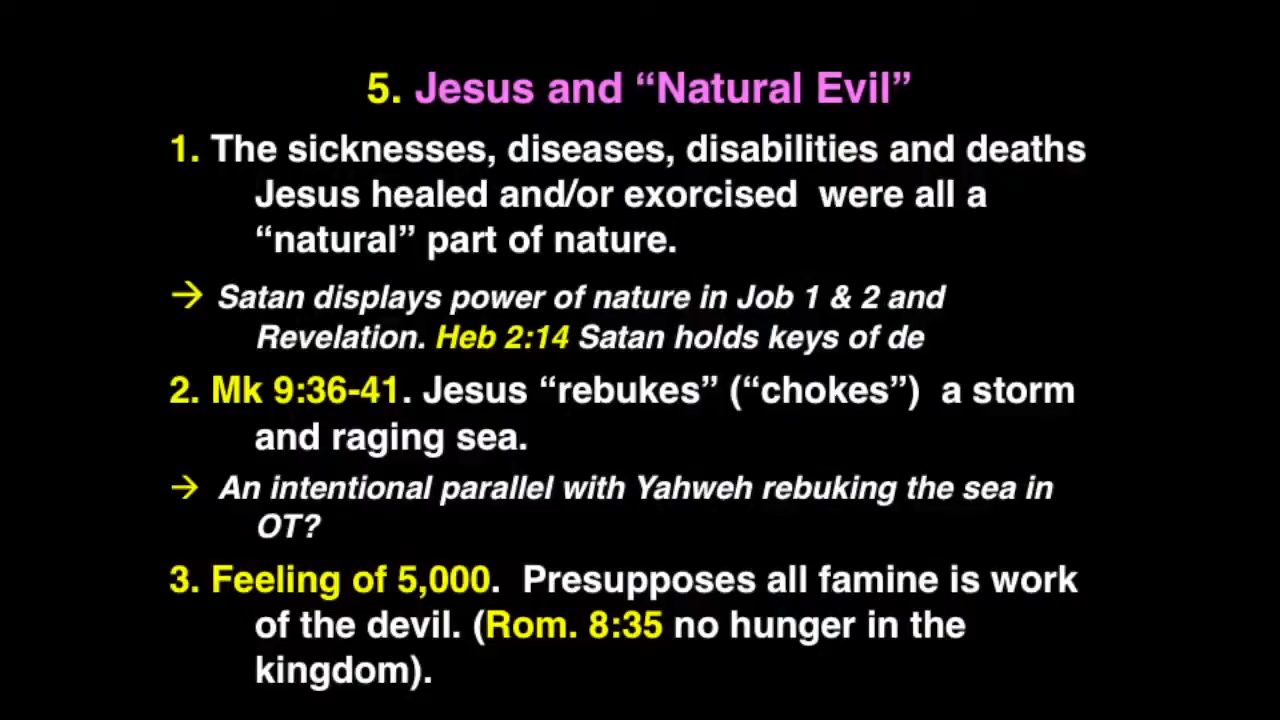 5. Jesus and “Natural Evil”
1. The sicknesses, diseases, disabilities and deaths
Jesus healed and/or exorcised  were all a
“natural” part of nature.
→ Satan displays power of nature in Job 1 & 2 and
Revelation. Heb 2:14 Satan holds keys of de
2. Mk 9:36-41. Jesus “rebukes” (“chokes”)  a storm
and raging sea.
→ An intentional parallel with Yahweh rebuking the sea in
OT?
3. Feeling of 5,000.  Presupposes all famine is work
of the devil. (Rom. 8:35 no hunger in the
kingdom).